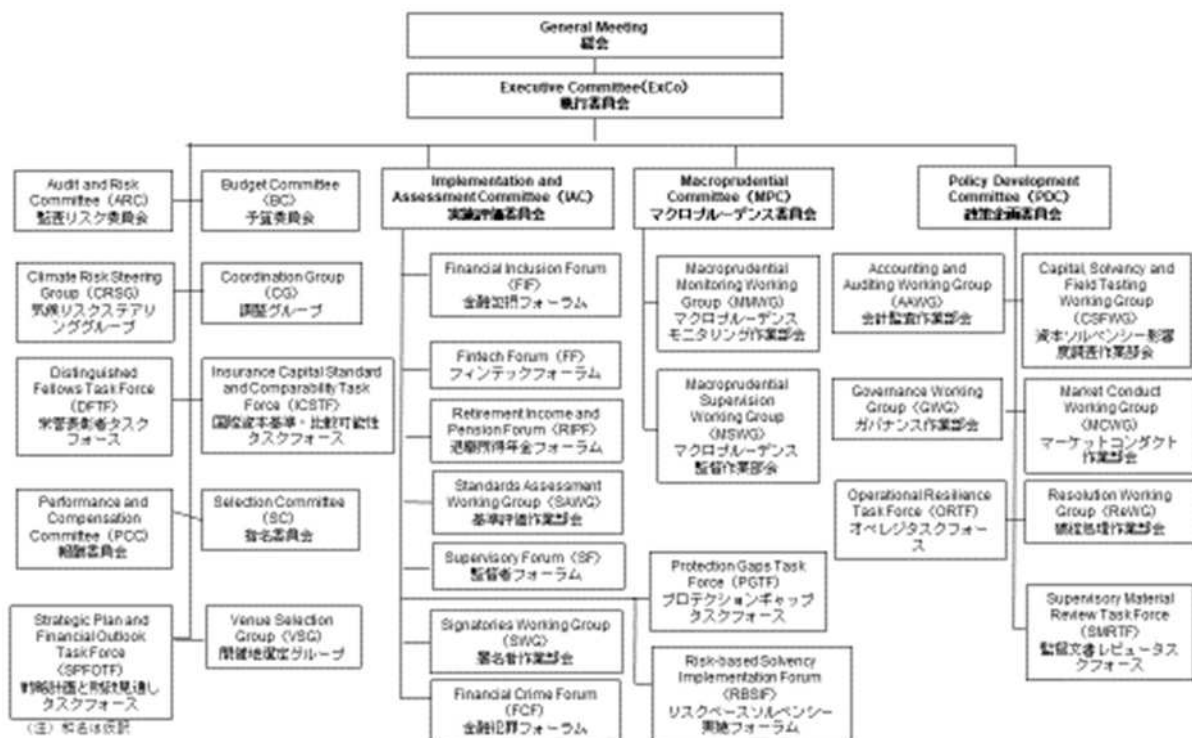 General Meeting
総会
Executive Committee(ExCo)
執行委員会
Audit and Risk
Committee (ARC)
監査リスク委員会
Budget Committee
(BC)
予算委員会
Implementation and
Assessment Committee (IAC)
実施評価委員会
Macroprudential
Committee (MPC)
マクロプルーデンス委員会
Policy Development
Committee (PDC)
政策企画委員会
Climate Risk Steering
Group (CRSG)
気候リスクステアリ
ンググループ
Coordination Group
(CG)
調整グループ
Distinguished
Fellows Task Force
(DFTF)
栄誉表彰者タスク
フォース
Insurance Capital Standard
and Comparability Task
Force (ICSTF)
国際資本基準・比較可能性
タスクフォース
Performance and
Compensation
Committee (PCC)
報酬委員会
Selection Committee
(SC)
指名委員会
Strategic Plan and
Financial Outlook
Task Force
(SPFOTF)
戦略計画と財政見通し
タスクフォース
Venue Selection
Group (VSG)
開催地選定グループ
Financial Inclusion Forum
(FIF)
金融包摂フォーラム
Fintech Forum (FF)
フィンテックフォーラム
Retirement Income and
Pension Forum (RIPF)
退職所得年金フォーラム
Standards Assessment
Working Group (SAWG)
基準評価作業部会
Supervisory Forum (SF)
監督者フォーラム
Signatories Working Group
(SWG)
署名者作業部会
Financial Crime Forum
(FCF)
金融犯罪フォーラム
Macroprudential
Monitoring Working
Group (MMWG)
マクロプルーデンス
モニタリング作業部会
Macroprudential
Supervision
Working Group
(MSWG)
マクロプルーデンス
監督作業部会
Protection Gaps Task
Force (PGTF)
プロテクションギャップ
タスクフォース
Risk-based Solvency
Implementation Forum
(RBSIF)
リスクベースソルベンシー
実施フォーラム
Accounting and
Auditing Working
Group (AAWG)
会計監査作業部会
Capital, Solvency and
Field Testing
Working Group
(CSFWG)
資本ソルベンシー影響
度調査作業部会
Governance Working
Group (GWG)
ガバナンス作業部会
Market Conduct
Working Group
(MCWG)
マーケットコンダクト
作業部会
Operational Resilience
Task Force (ORTF)
オペレジタスクフォー
ス
Resolution Working
Group (ReWG)
破綻処理作業部会
Supervisory Material
Review Task Force
(SMRTF)
監督文書レビュータス
クフォース
(注) 和名は仮訳